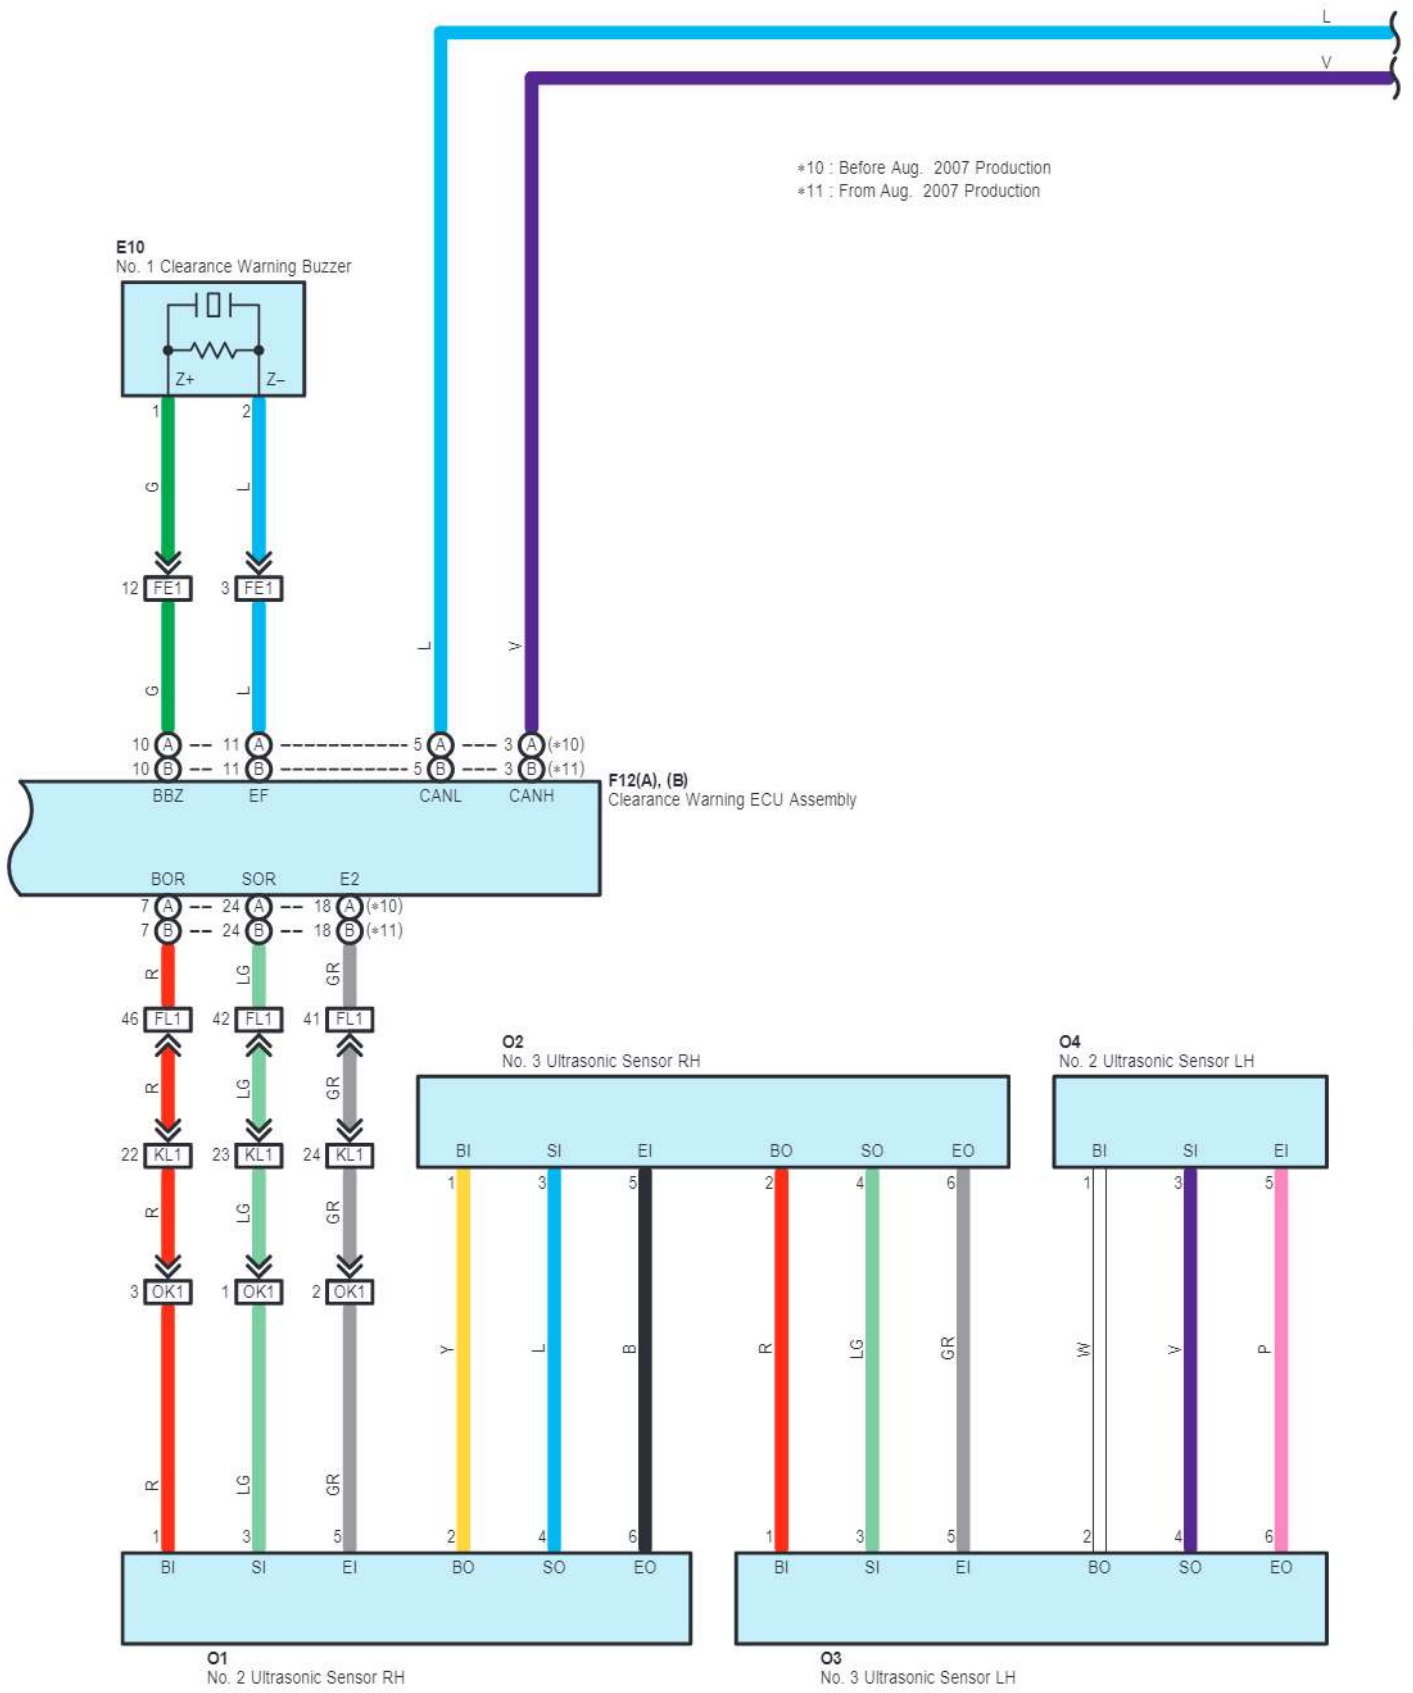 L
V
∗10 : Before Aug. 2007 Production
∗11 : From Aug. 2007 Production
E10
No. 1 Clearance Warning Buzzer
Z+ Z–
1 2
G L
12 FE1 3 FE1
L V
G L
10 A 11 A 5 A 3 A (∗10)
10 B 11 B 5 B 3 B (∗11)
BBZ EF CANL CANH
F12(A), (B)
Clearance Warning ECU Assembly
BOR SOR E2
7 A 24 A 18 A (∗10)
7 B 24 B 18 B (∗11)
R LG GR
46 FL1 42 FL1 41 FL1
R LG GR
22 KL1 23 KL1 24 KL1
R LG GR
3 OK1 1 OK1 2 OK1
O2
No. 3 Ultrasonic Sensor RH
BI SI EI BO SO EO
1 3 5 2 4 6
O4
No. 2 Ultrasonic Sensor LH
BI SI EI
1 3 5
Y L B R LG GR W V P
R LG GR
1 3 5 2 4 6
BI SI EI BO SO EO
O1
No. 2 Ultrasonic Sensor RH
1 3 5 2 4 6
BI SI EI BO SO EO
O3
No. 3 Ultrasonic Sensor LH